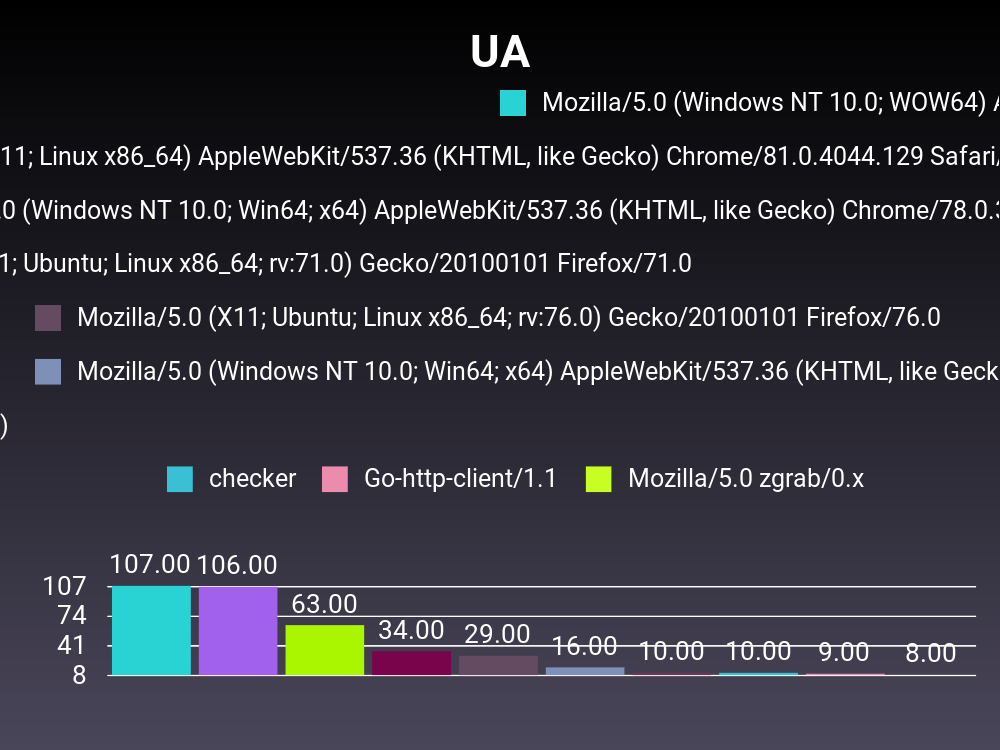 UA
Mozilla/5.0 (Windows NT 10.0; WOW64) A
11; Linux x86_64) AppleWebKit/537.36 (KHTML, like Gecko) Chrome/81.0.4044.129 Safari/
.0 (Windows NT 10.0; Win64; x64) AppleWebKit/537.36 (KHTML, like Gecko) Chrome/78.0.3
1; Ubuntu; Linux x86_64; rv:71.0) Gecko/20100101 Firefox/71.0
Mozilla/5.0 (X11; Ubuntu; Linux x86_64; rv:76.0) Gecko/20100101 Firefox/76.0
Mozilla/5.0 (Windows NT 10.0; Win64; x64) AppleWebKit/537.36 (KHTML, like Geck
)
checker Go-http-client/1.1 Mozilla/5.0 zgrab/0.x
107.00 106.00
107
63.00
74
34.00 29.00
41 16.00 10.00 10.00 9.00 8.00
8